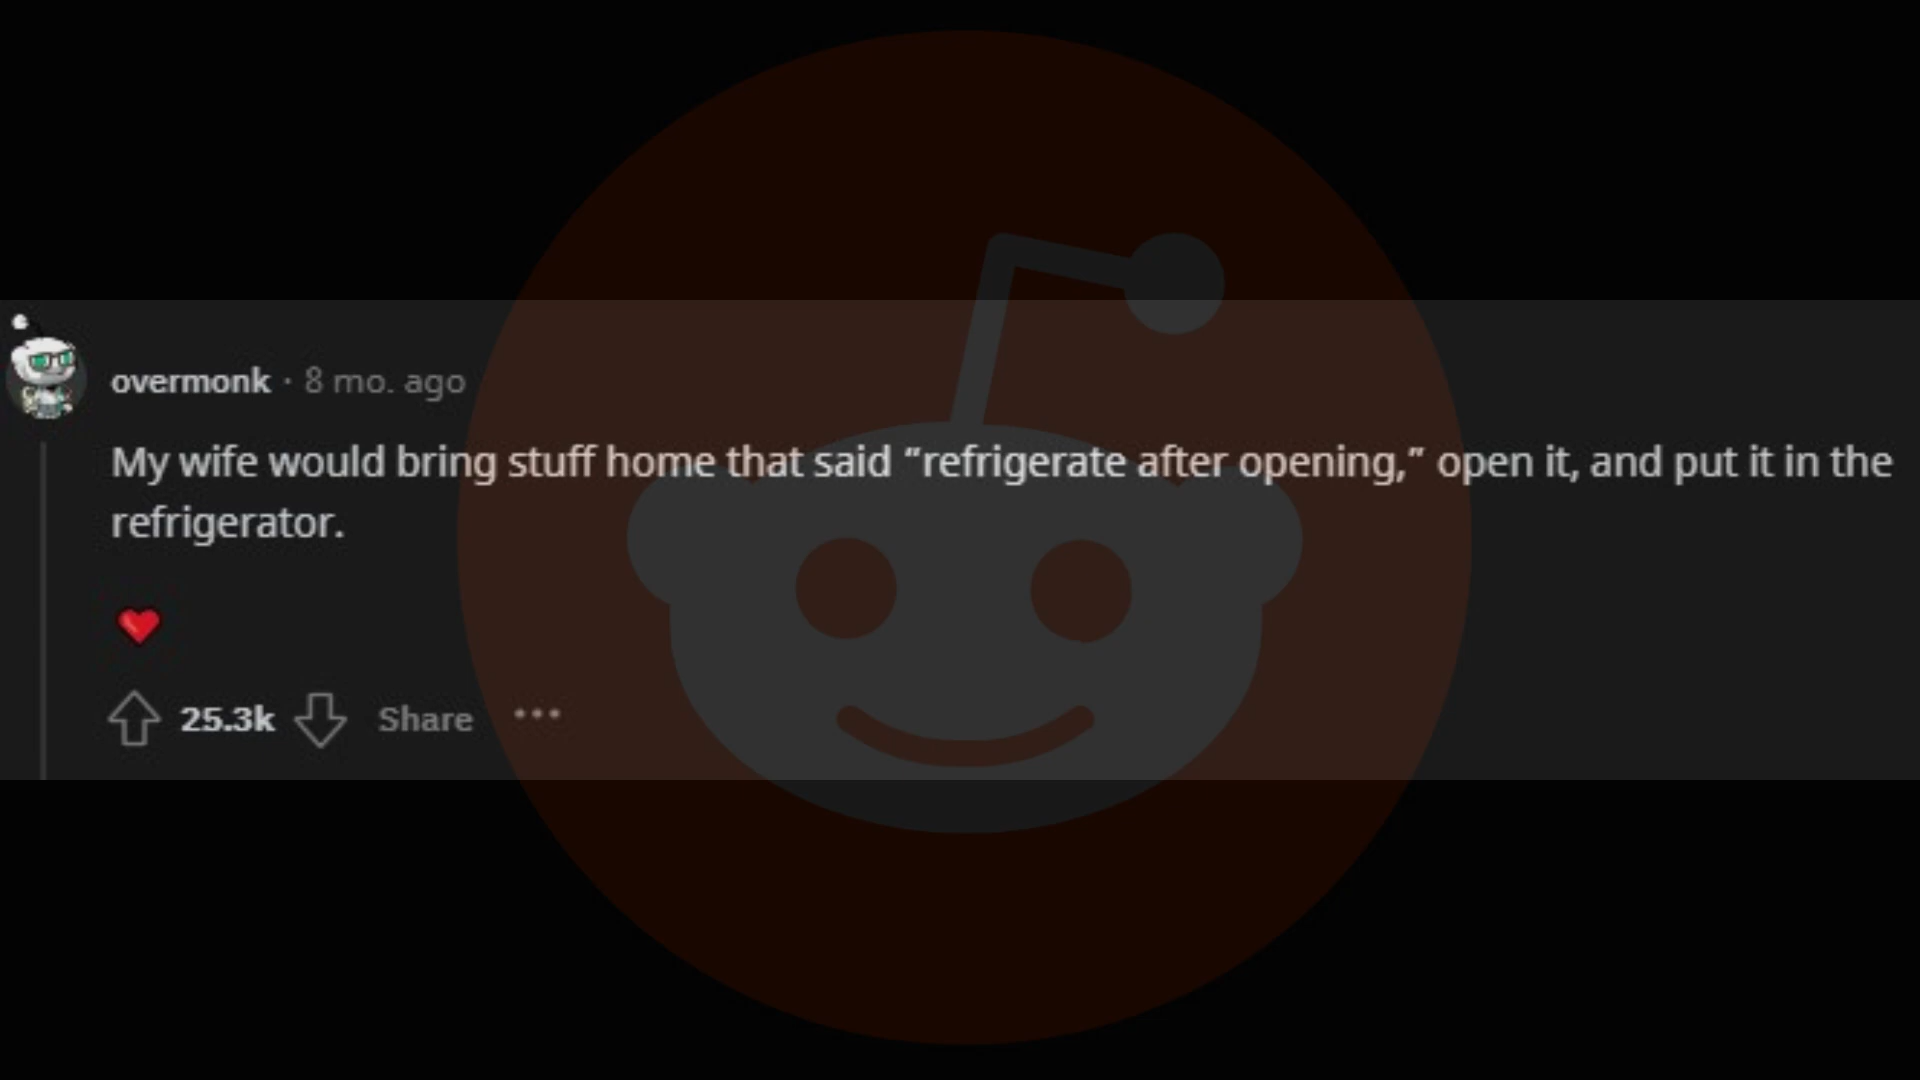 overmonk · 8 mo. ago
My wife would bring stuff home that said “refrigerate after opening,” open it, and put it in the
refrigerator.
25.3k Share ···